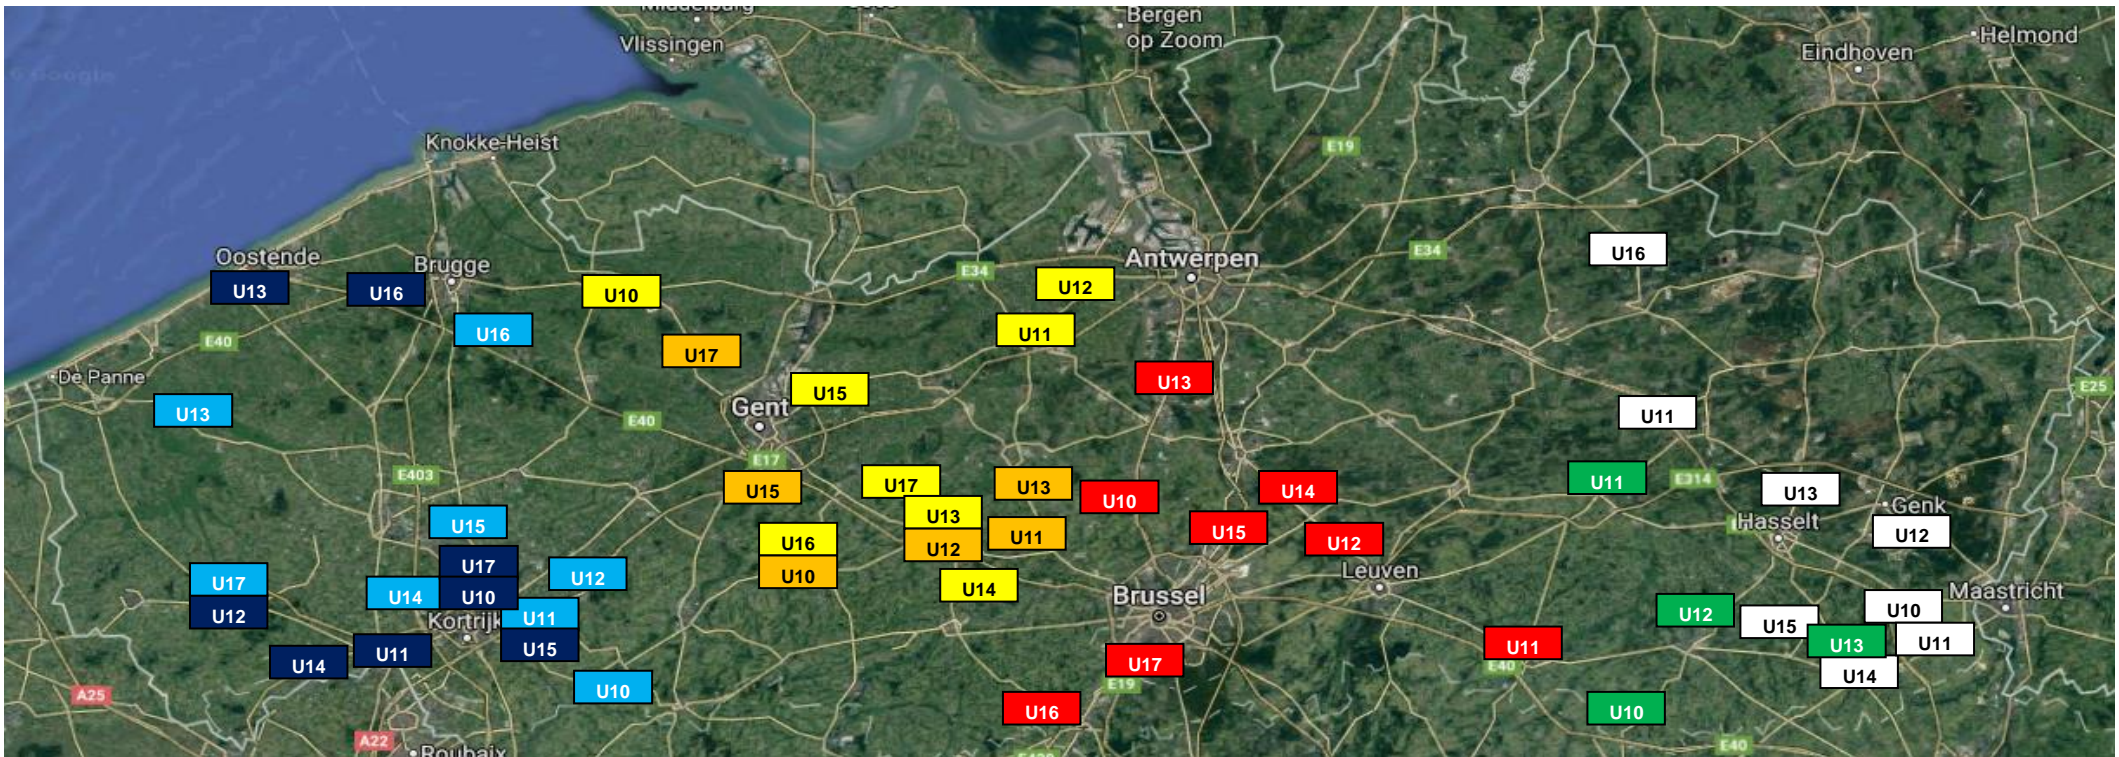 Middelburg
Bergen
op Zoom
Vlissingen
Helmond
Eindhoven
Google
Knokke-Heist
E19
Oostende
Brugge
Antwerpen
E34
E34
U16
U13
U16
U10
U12
U16
U11
E40
U17
De Panne
U13
U15
E25
U13
Gent
U11
E40
E17
E403
U15
U17
U13
U10
U14
U11
E314
U13
Genk
Hasselt
U12
U15
U13
U16
U12
U11
U15
U12
U17
U12
U10
U14
Leuven
U17
U14
U10
Brussel
Maastricht
U12
U11
Kortrijk
U12
U10
U15
U15
U13
U11
U11
U14
U11
U17
U14
A25
U10
E19
E40
U16
U10
A22
Roubaix
E40